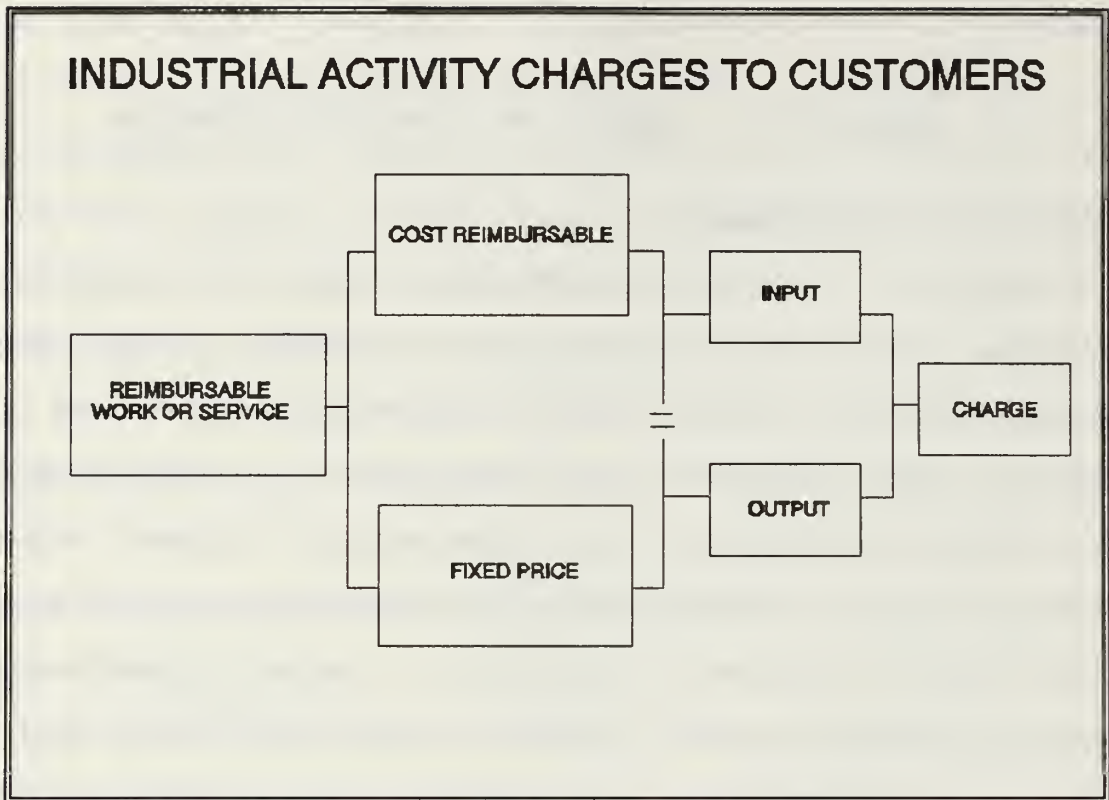 INDUSTRIAL ACTIVITY CHARGES TO CUSTOMERS
COST REIMBURSABLE
INPUT
REIMBURSABLE
WORK OR SERVICE
CHARGE
OUTPUT
FIXED PRICE